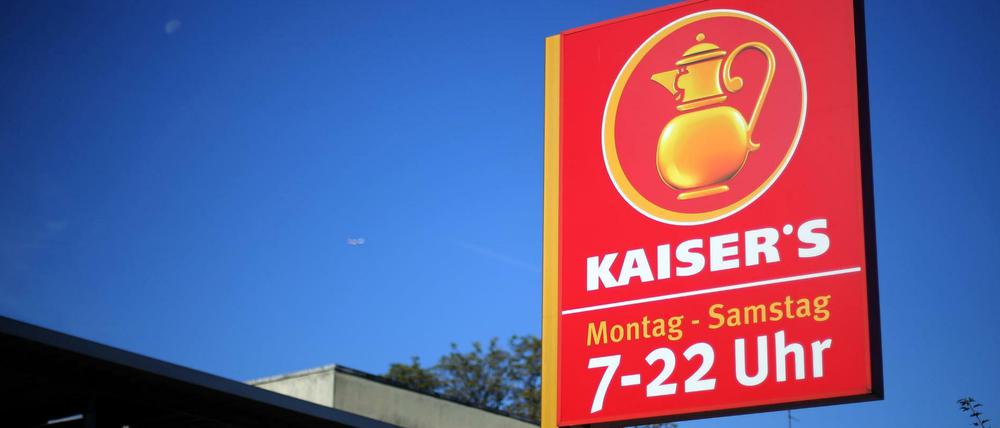 KAISER'S
Montag - Samstag
7-22 Uhr